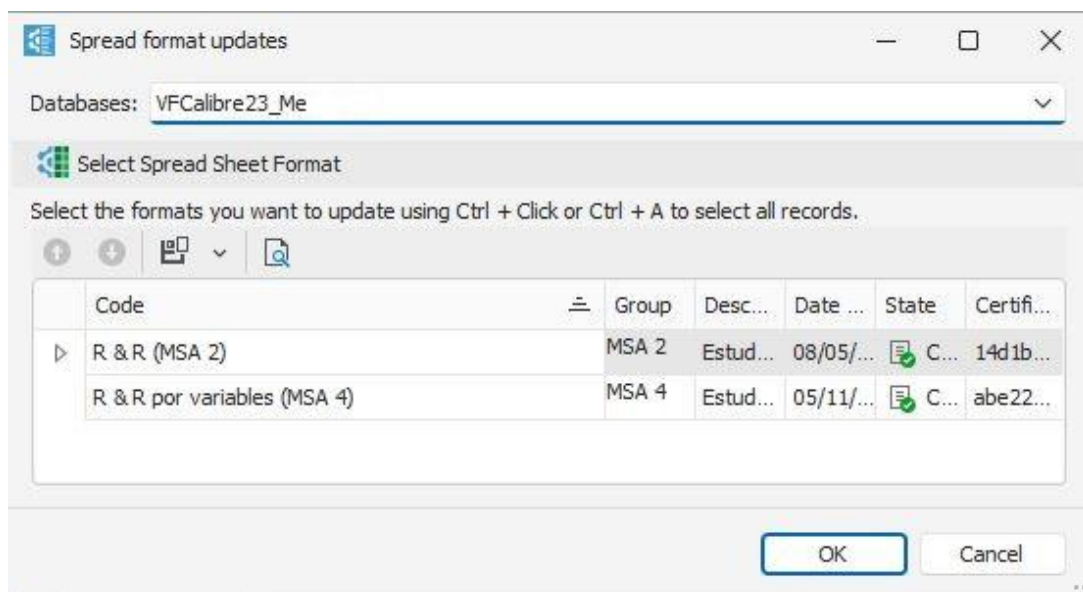 Spread format updates
Databases: VFCalibre23_Me
Select Spread Sheet Format
Select the formats you want to update using Ctrl + Click or Ctrl + A to select all records.
Code Group Desc... Date ... State Certifi...
R & R (MSA 2) MSA 2 Estud... 08/05/... C... 14d1b...
R & R por variables (MSA 4) MSA 4 Estud... 05/11/... C... abe22...
OK Cancel